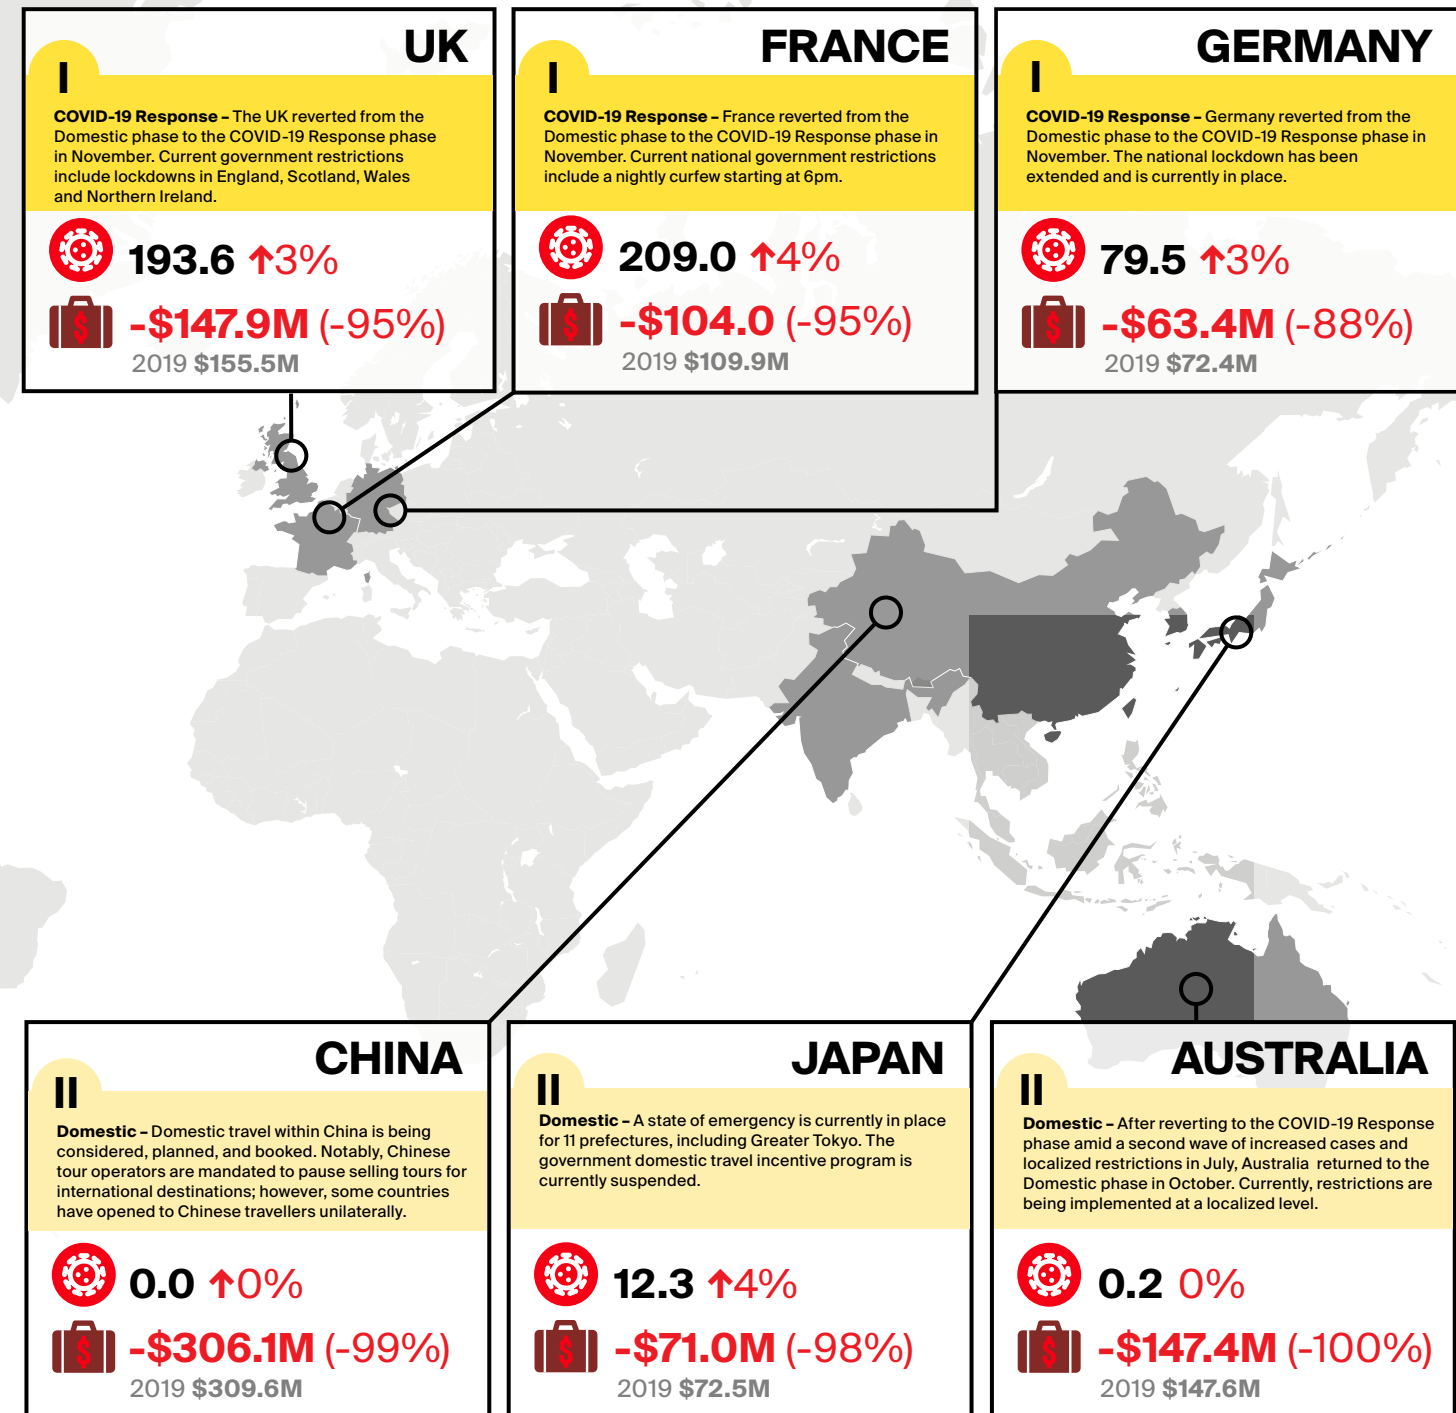 UK
I
COVID-19 Response – The UK reverted from the
Domestic phase to the COVID-19 Response phase
in November. Current government restrictions
include lockdowns in England, Scotland, Wales
and Northern Ireland.
193.6 ↑3%
$
-$147.9M (-95%)
2019 $155.5M
FRANCE
I
COVID-19 Response – France reverted from the
Domestic phase to the COVID-19 Response phase in
November. Current national government restrictions
include a nightly curfew starting at 6pm.
209.0 ↑4%
$
-$104.0 (-95%)
2019 $109.9M
GERMANY
I
COVID-19 Response – Germany reverted from the
Domestic phase to the COVID-19 Response phase in
November. The national lockdown has been
extended and is currently in place.
79.5 ↑3%
$
-$63.4M (-88%)
2019 $72.4M
CHINA
II
Domestic – Domestic travel within China is being
considered, planned, and booked. Notably, Chinese
tour operators are mandated to pause selling tours for
international destinations; however, some countries
have opened to Chinese travellers unilaterally.
0.0 ↑0%
$
-$306.1M (-99%)
2019 $309.6M
JAPAN
II
Domestic – A state of emergency is currently in place
for 11 prefectures, including Greater Tokyo. The
government domestic travel incentive program is
currently suspended.
12.3 ↑4%
$
-$71.0M (-98%)
2019 $72.5M
AUSTRALIA
II
Domestic – After reverting to the COVID-19 Response
phase amid a second wave of increased cases and
localized restrictions in July, Australia returned to the
Domestic phase in October. Currently, restrictions are
being implemented at a localized level.
0.2 0%
$
-$147.4M (-100%)
2019 $147.6M